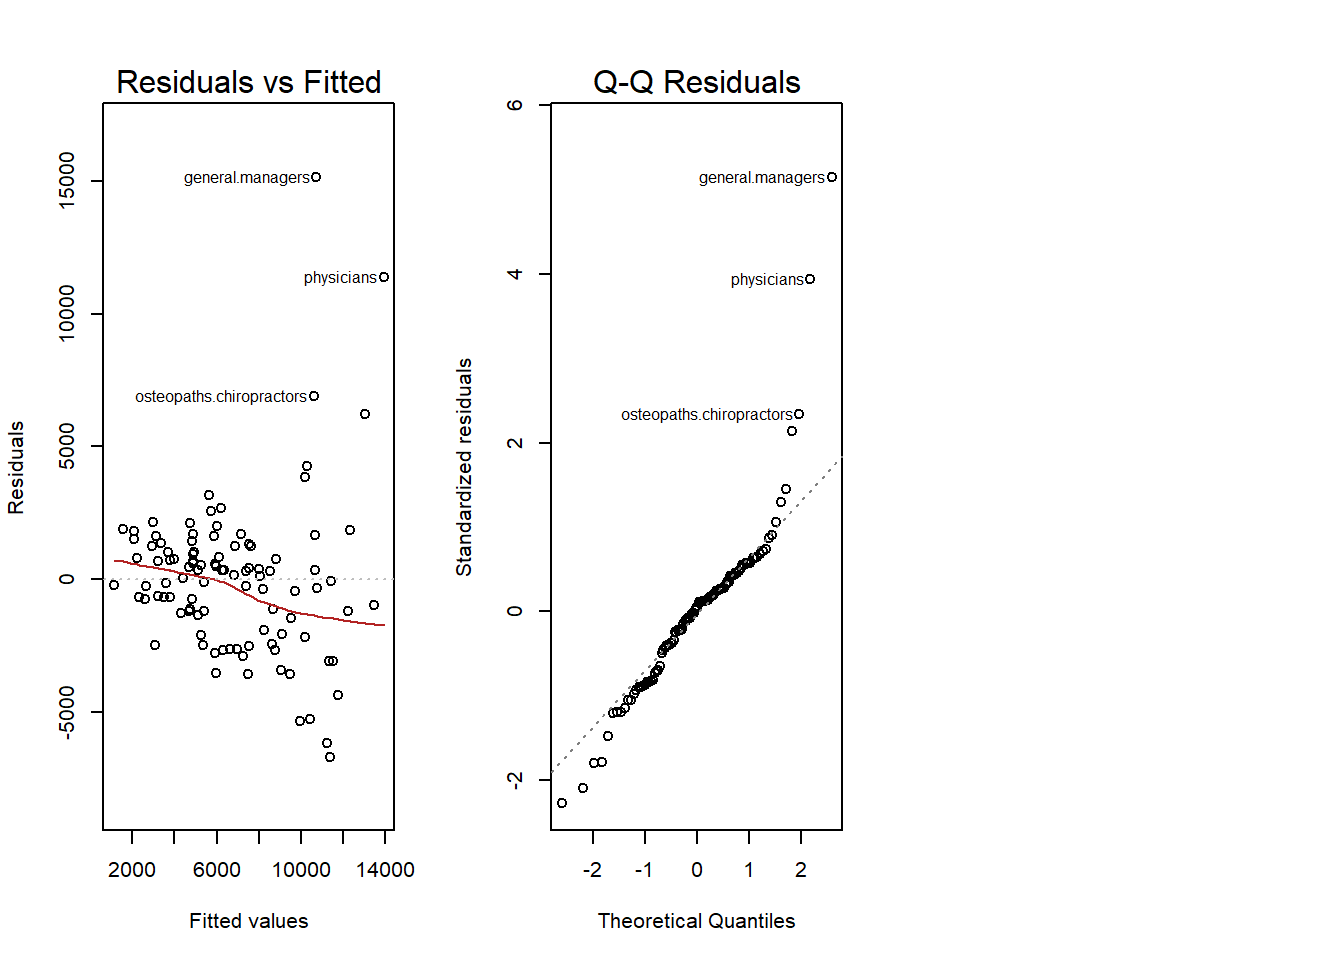 Residuals vs Fitted
Residuals
15000
10000
5000
0
-5000
general.managers
physicians
osteopaths.chiropractors
2000
6000
10000
14000
Fitted values
Q-Q Residuals
Standardized residuals
6
4
2
0
-2
general.managers
physicians
osteopaths.chiropractors
-2
-1
0
1
2
Theoretical Quantiles